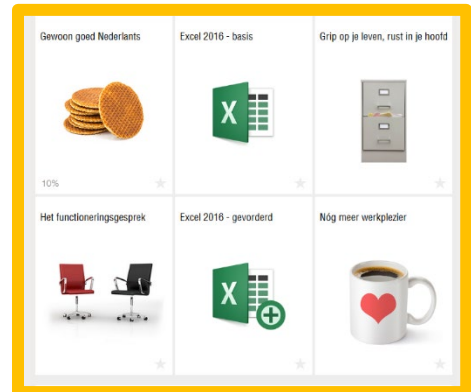 Gewoon goed Nederlants
Excel 2016 - basis
Grip op je leven, rust in je hoofd
X
10%
Het functioneringsgesprek
Excel 2016 - gevorderd
Nóg meer werkplezier
X